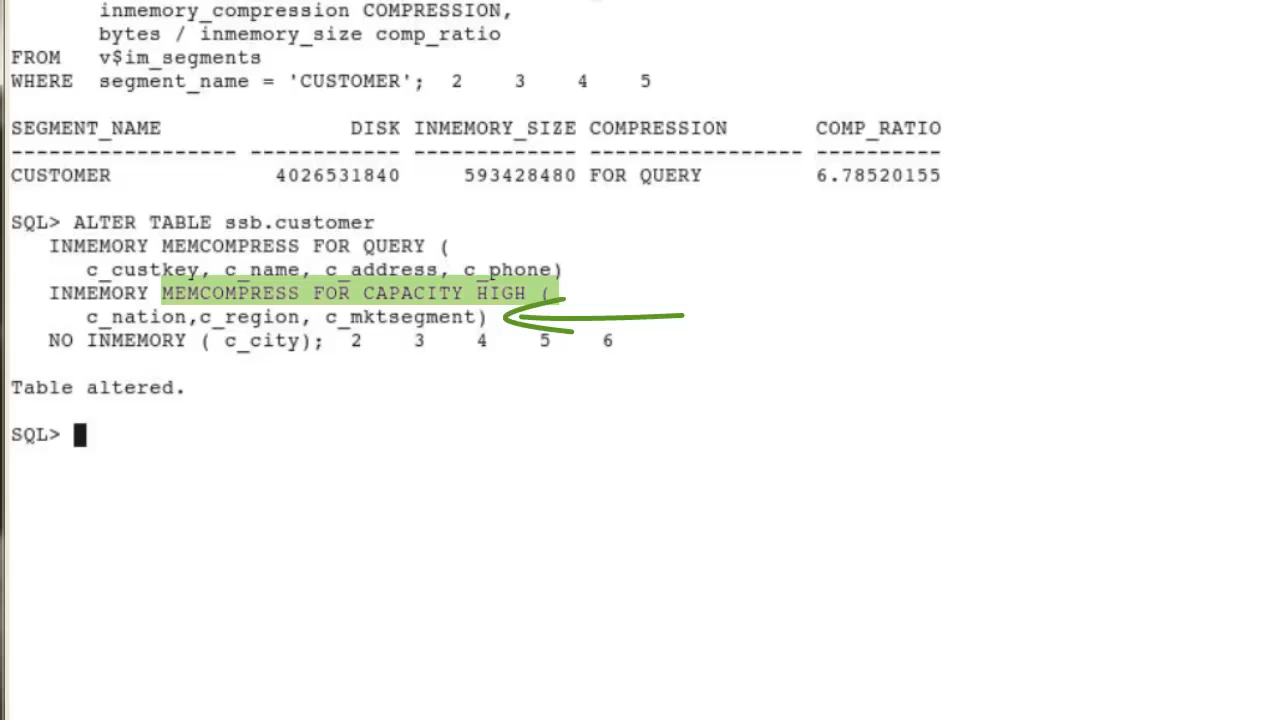 inmemory_compression COMPRESSION,
bytes / inmemory_size comp_ratio
FROM v$im_segments
WHERE segment_name = 'CUSTOMER'; 2 3 4 5
SEGMENT_NAME DISK INMEMORY_SIZE COMPRESSION COMP_RATIO
------------------ ------------ ------------- ----------------- ----------
CUSTOMER 4026531840 593428480 FOR QUERY 6.78520155
SQL> ALTER TABLE ssb.customer
INMEMORY MEMCOMPRESS FOR QUERY (
c_custkey, c_name, c_address, c_phone)
INMEMORY MEMCOMPRESS FOR CAPACITY HIGH (
c_nation,c_region, c_mktsegment)
NO INMEMORY ( c_city); 2 3 4 5 6
Table altered.
SQL>